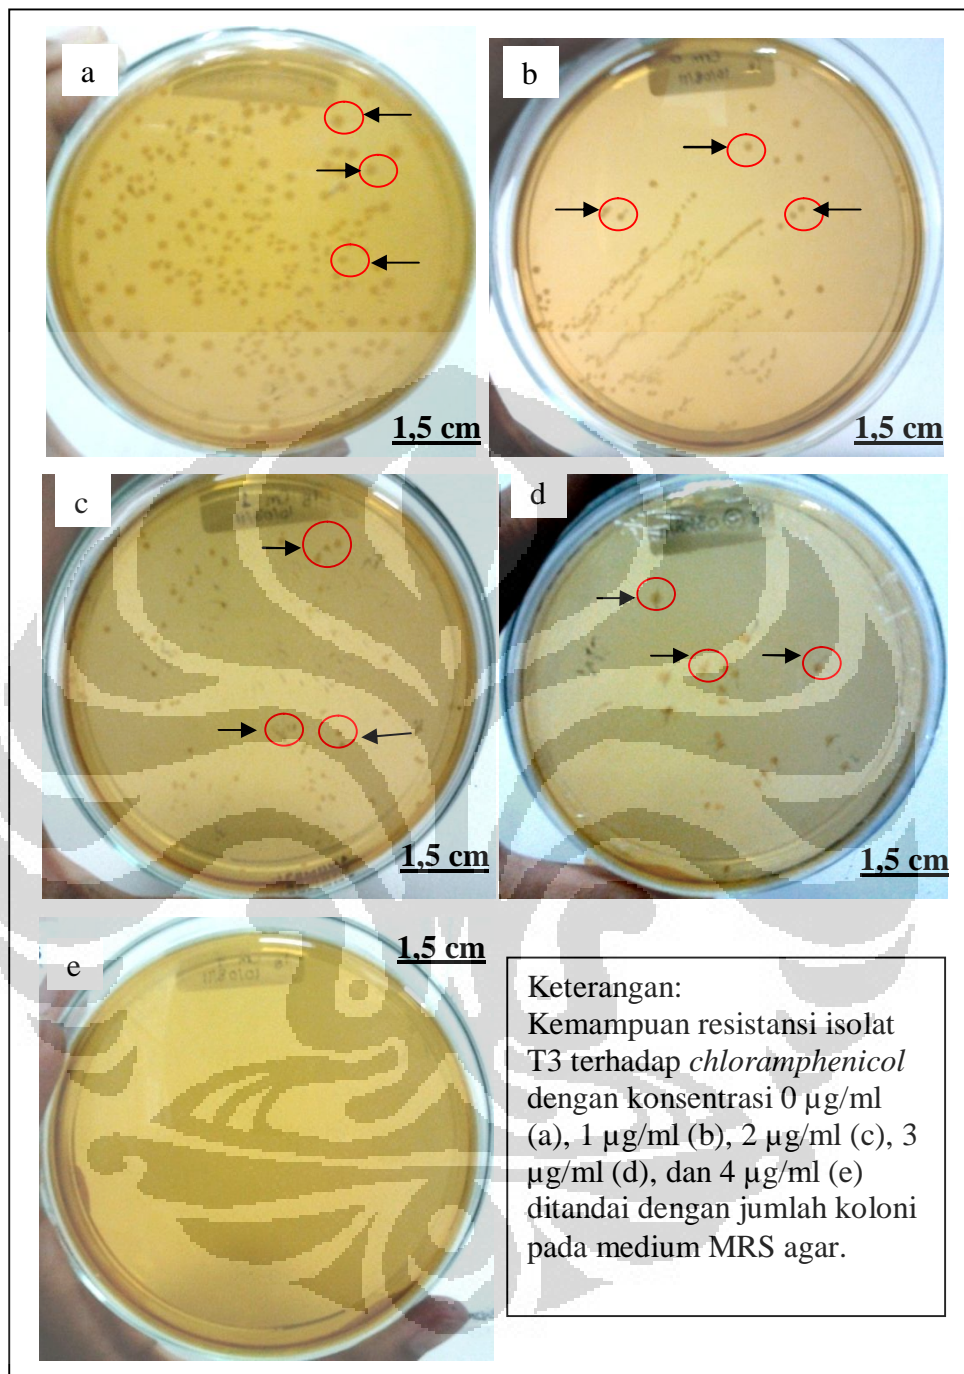 a
b
1,5 cm
1,5 cm
c
d
1,5 cm
1,5 cm
e
1,5 cm
Keterangan:
Kemampuan resistansi isolat
T3 terhadap chloramphenicol
dengan konsentrasi 0 µg/ml
(a), 1 µg/ml (b), 2 µg/ml (c), 3
µg/ml (d), dan 4 µg/ml (e)
ditandai dengan jumlah koloni
pada medium MRS agar.